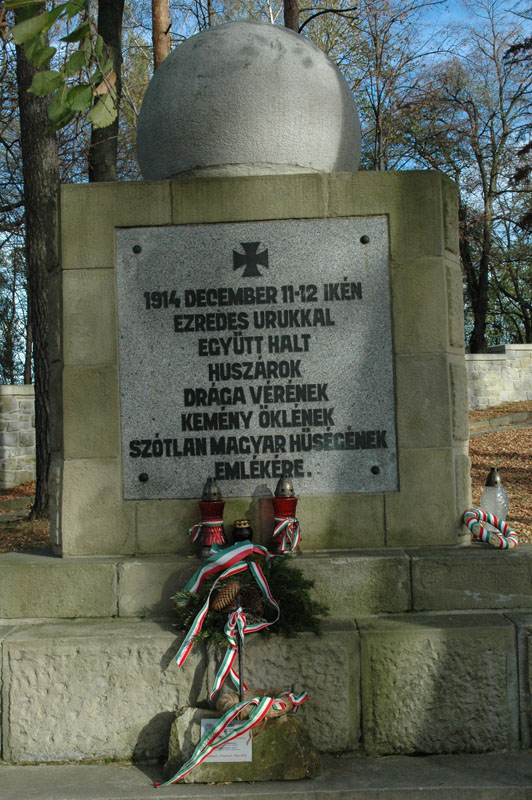 1914 DECEMBER 11-12 IKÉN
EZREDES URUKKAL
EGYÜTT HALT
HUSZÁROK
DRÁGA VÉRÉNEK
KEMÉNY ÖKLÉNEK
SZÓTLAN MAGYAR HŰSÉGÉNEK
EMLÉKÉRE.